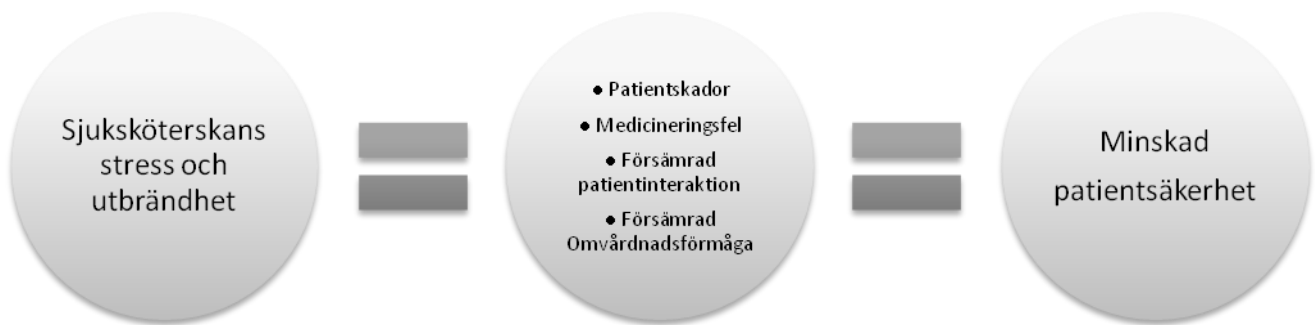 Sjuksköterskans
stress och
utbrändhet
● Patientskador
● Medicineringsfel
● Försämrad
patientinteraktion
● Försämrad
Omvårdnadsförmåga
Minskad
patientsäkerhet